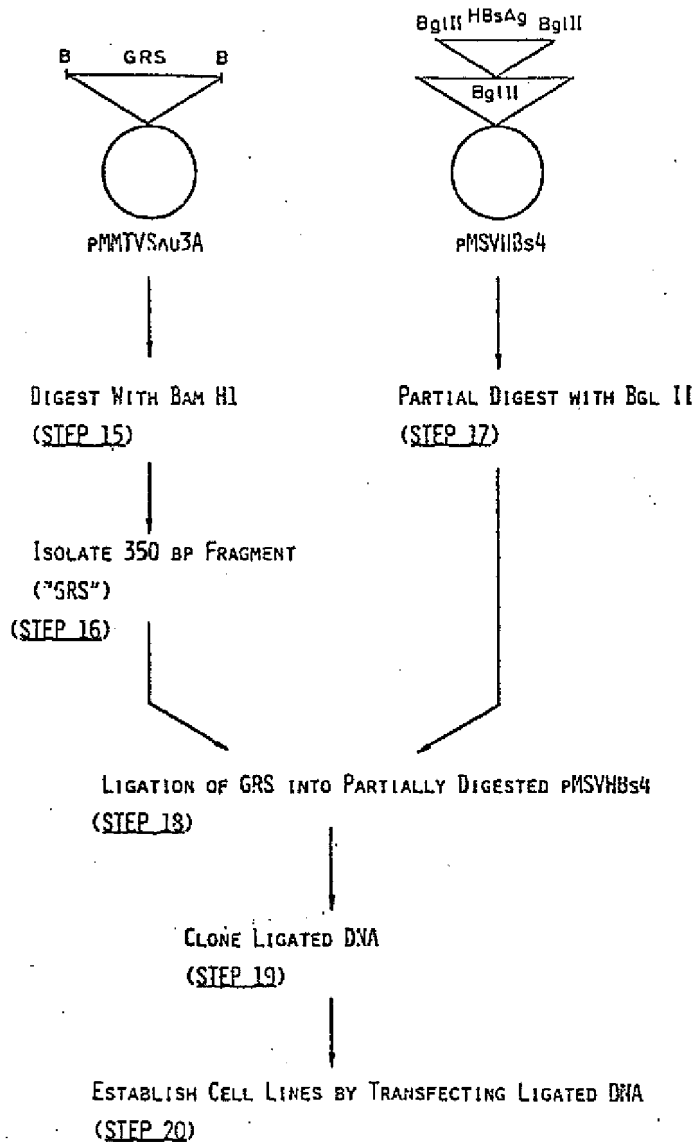 B GRS B
BglII HBsAg BglII
BglII
pMMTVSau3A
pMSVHBs4
DIGEST WITH BAM H1
(STEP 15)
PARTIAL DIGEST WITH BGL II
(STEP 17)
ISOLATE 350 BP FRAGMENT
("GRS")
(STEP 16)
LIGATION OF GRS INTO PARTIALLY DIGESTED pMSVHBs4
(STEP 18)
CLONE LIGATED DNA
(STEP 19)
ESTABLISH CELL LINES BY TRANSFECTING LIGATED DNA
(STEP 20)